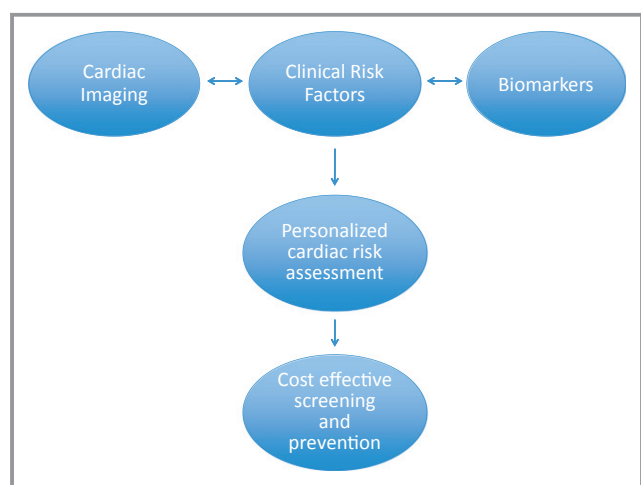 Cardiac
Imaging
Clinical Risk
Factors
Biomarkers
Personalized
cardiac risk
assessment
Cost effective
screening
and
prevention